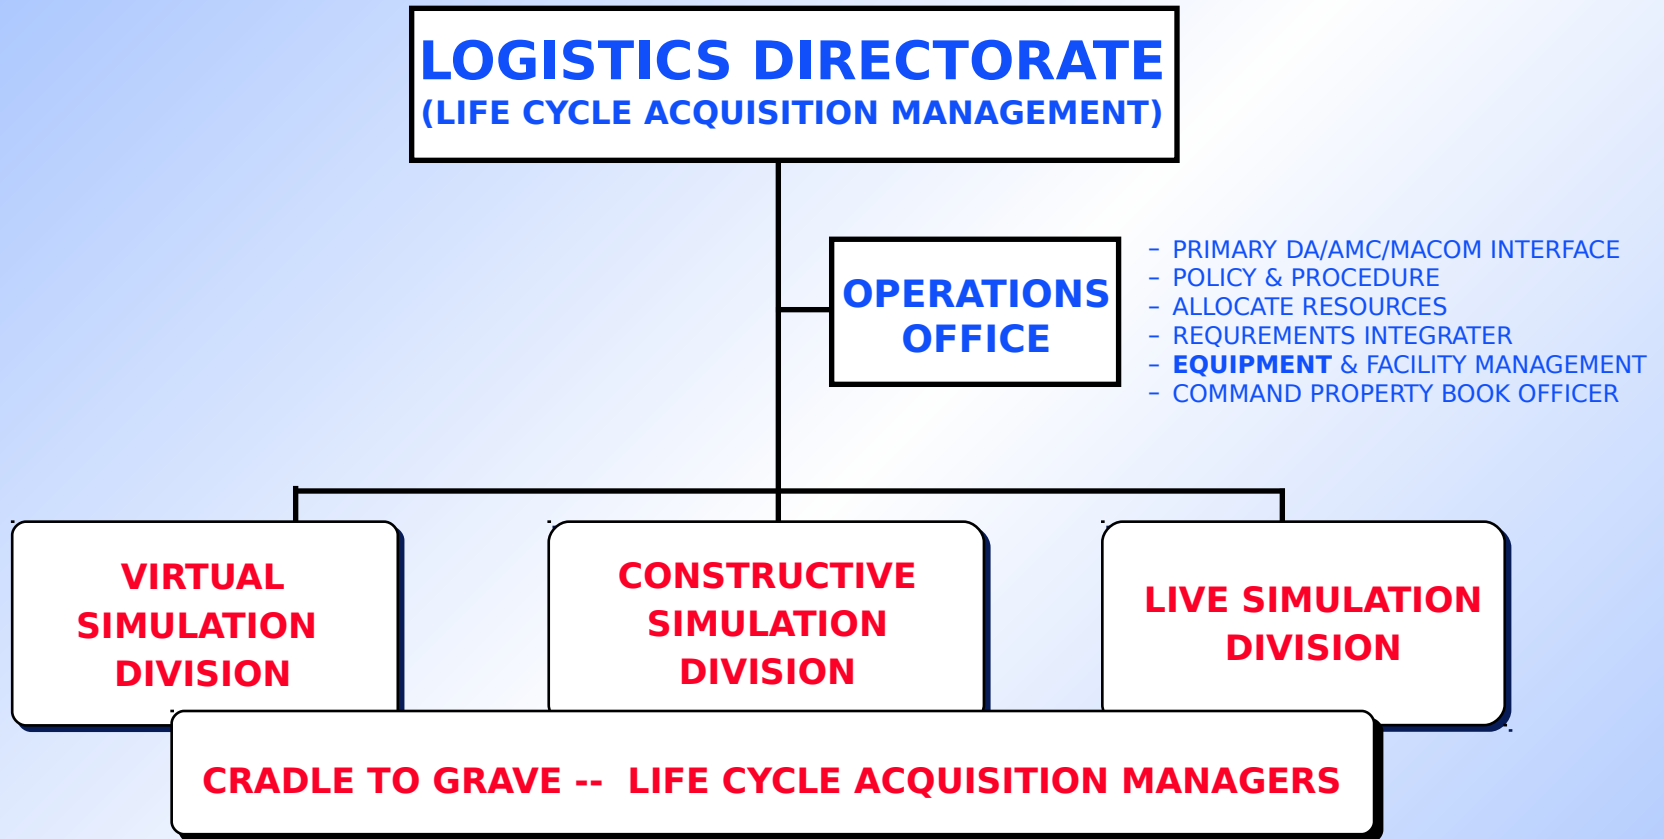 LOGISTICS DIRECTORATE
(LIFE CYCLE ACQUISITION MANAGEMENT)
OPERATIONS
OFFICE
– PRIMARY DA/AMC/MACOM INTERFACE
– POLICY & PROCEDURE
– ALLOCATE RESOURCES
– REQUREMENTS INTEGRATER
– EQUIPMENT & FACILITY MANAGEMENT
– COMMAND PROPERTY BOOK OFFICER
VIRTUAL
SIMULATION
DIVISION
CONSTRUCTIVE
SIMULATION
DIVISION
LIVE SIMULATION
DIVISION
CRADLE TO GRAVE --  LIFE CYCLE ACQUISITION MANAGERS